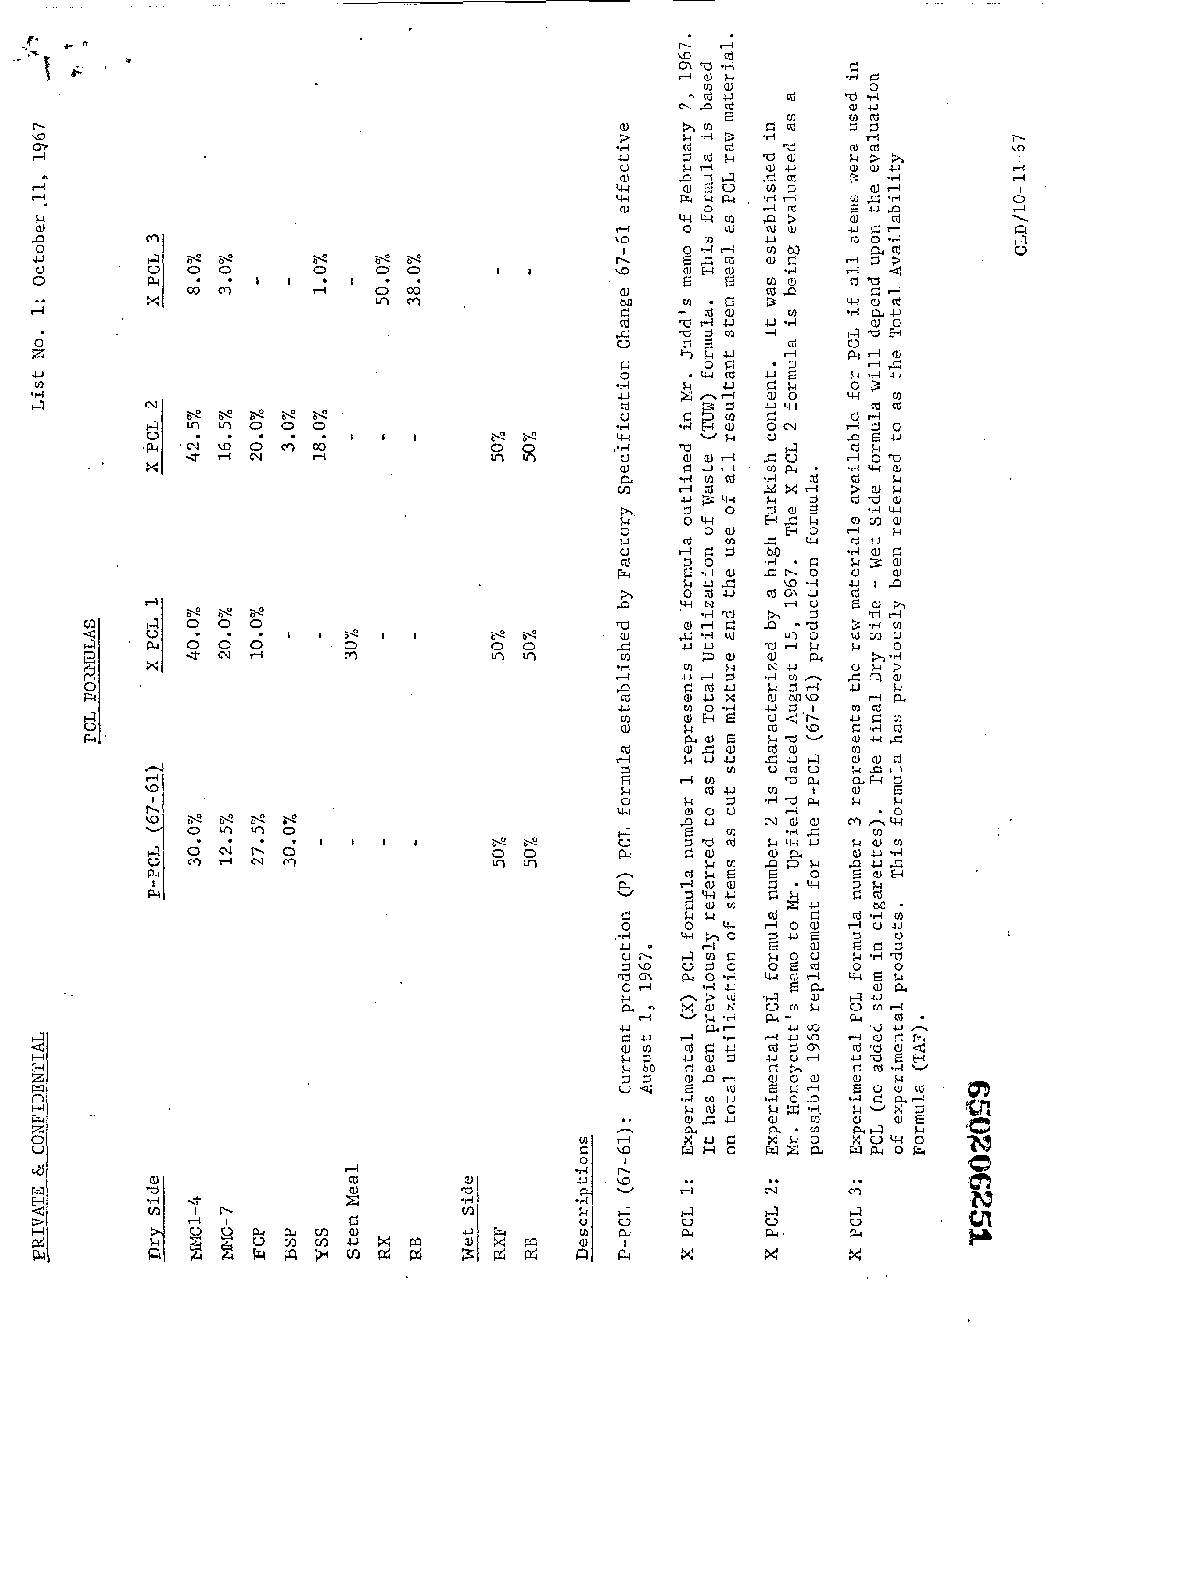 PRIVATE & CONFIDENTIAL
List No. 1: October 11, 1967
PCL FORMULAS
Dry Side P-PCL (67-61) X PCL 1 X PCL 2 X PCL 3
MMC1-4 30.0% 40.0% 42.5% 8.0%
MMC-7 12.5% 20.0% 16.5% 3.0%
FCP 27.5% 10.0% 20.0% -
BSP 30.0% - 3.0% -
YSS - - 18.0% 1.0%
Stem Meal - 30% - -
RX - - - 50.0%
RB - - - 38.0%
Wet Side
RXF 50% 50% 50% -
RB 50% 50% 50% -
Descriptions
P-PCL (67-61): Current production (P) PCL formula established by Factory Specification Change 67-61 effective
August 1, 1967.
X PCL 1: Experimental (X) PCL formula number 1 represents the formula outlined in Mr. Judd's memo of February 7, 1967.
It has been previously referred to as the Total Utilization of Waste (TUW) formula. This formula is based
on total utilization of stems as cut stem mixture and the use of all resultant stem meal as PCL raw material.
X PCL 2: Experimental PCL formula number 2 is characterized by a high Turkish content. It was established in
Mr. Honeycutt's memo to Mr. Upfield dated August 15, 1967. The X PCL 2 formula is being evaluated as a
possible 1968 replacement for the P-PCL (67-61) production formula.
X PCL 3: Experimental PCL formula number 3 represents the raw materials available for PCL if all stems were used in
PCL (no added stem in cigarettes). The final Dry Side - Wet Side formula will depend upon the evaluation
of experimental products. This formula has previously been referred to as the Total Availability
Formula (TAF).
650206251
CLD/10-11-67